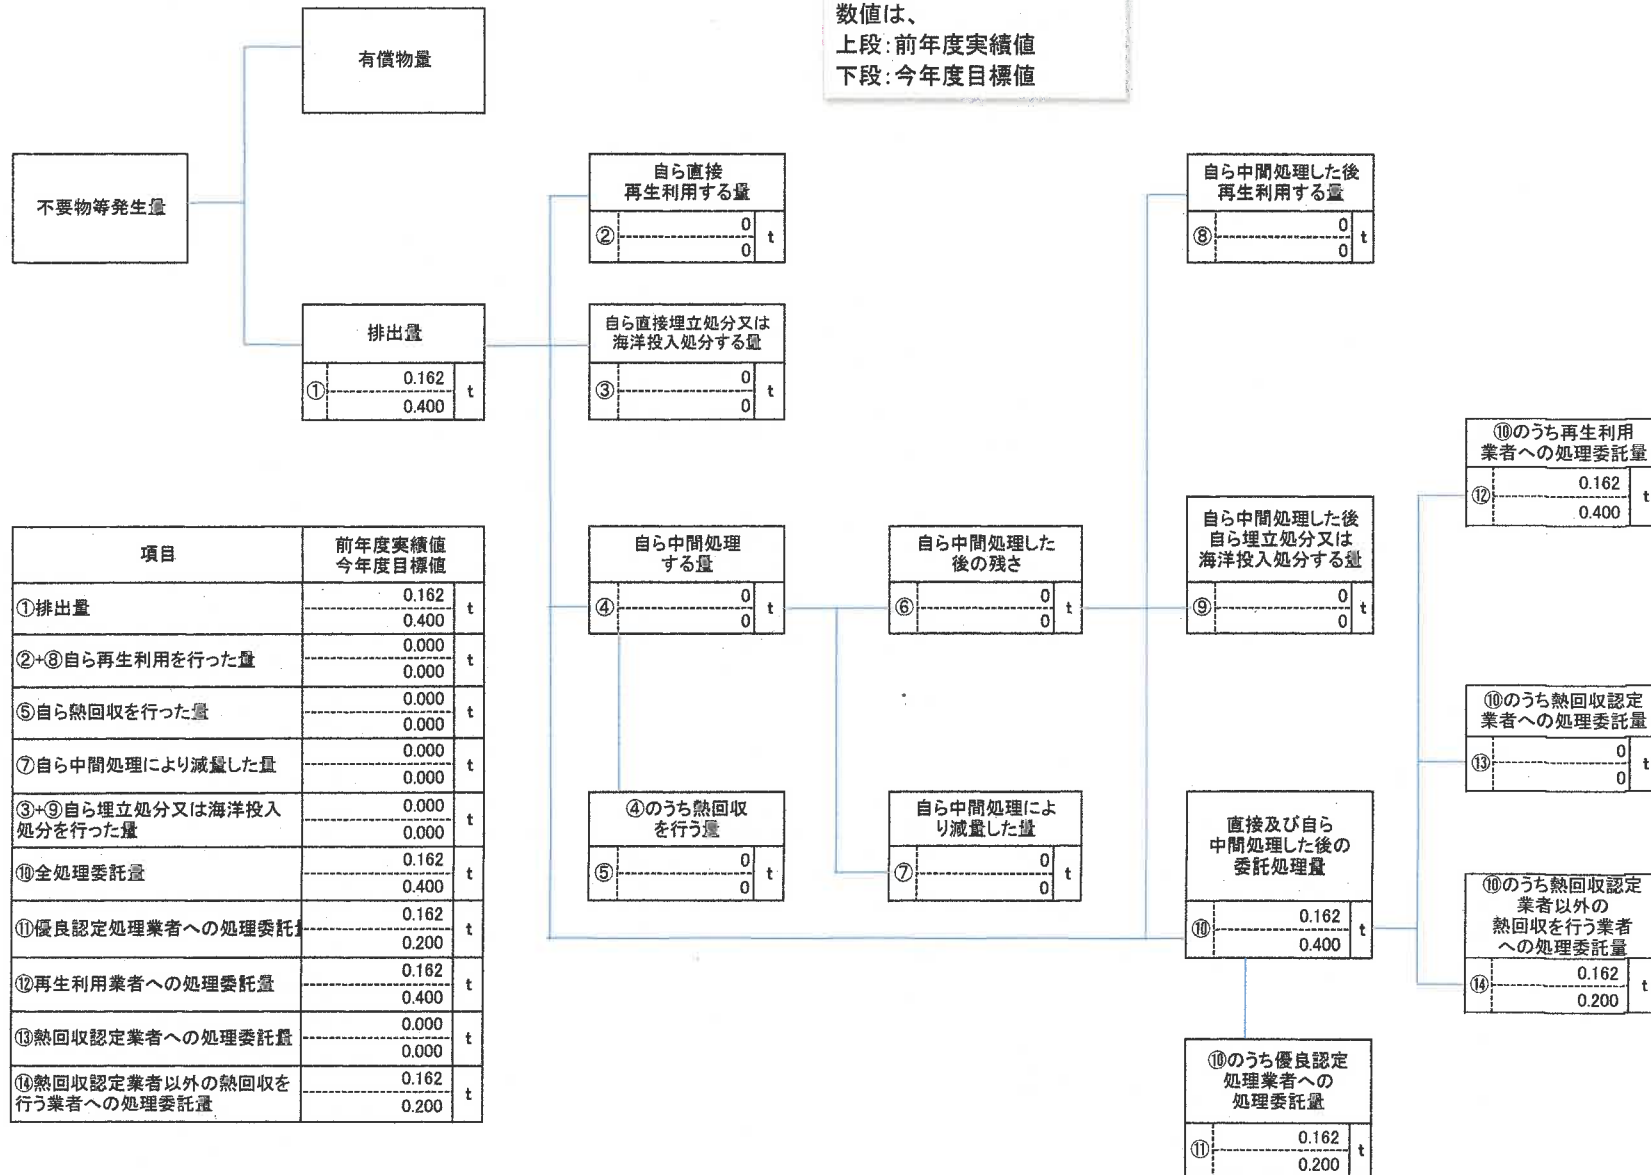 数値は、
上段:前年度実績値
下段:今年度目標値
有償物量
不要物等発生量
自ら直接
再生利用する量
② 0 t
0
自ら中間処理した後
再生利用する量
⑧ 0 t
0
排出量
① 0.162 t
0.400
自ら直接埋立処分又は
海洋投入処分する量
③ 0 t
0
⑩のうち再生利用
業者への処理委託量
⑫ 0.162 t
0.400
自ら中間処理
する量
④ 0 t
0
自ら中間処理した
後の残さ
⑥ 0 t
0
自ら中間処理した後
自ら埋立処分又は
海洋投入処分する量
⑨ 0 t
0
⑩のうち熱回収認定
業者への処理委託量
⑬ 0 t
0
④のうち熱回収
を行う量
⑤ 0 t
0
自ら中間処理によ
り減量した量
⑦ 0 t
0
直接及び自ら
中間処理した後の
委託処理量
⑩ 0.162 t
0.400
⑩のうち熱回収認定
業者以外の
熱回収を行う業者
への処理委託量
⑭ 0.162 t
0.200
⑩のうち優良認定
処理業者への
処理委託量
⑪ 0.162 t
0.200
項目 前年度実績値
今年度目標値
①排出量 0.162 t
0.400
②+⑧自ら再生利用を行った量 0.000 t
0.000
⑤自ら熱回収を行った量 0.000 t
0.000
⑦自ら中間処理により減量した量 0.000 t
0.000
③+⑨自ら埋立処分又は海洋投入
処分を行った量 0.000 t
0.000
⑩全処理委託量 0.162 t
0.400
⑪優良認定処理業者への処理委託 0.162 t
0.200
⑫再生利用業者への処理委託量 0.162 t
0.400
⑬熱回収認定業者への処理委託量 0.000 t
0.000
⑭熱回収認定業者以外の熱回収を
行う業者への処理委託量 0.162 t
0.200